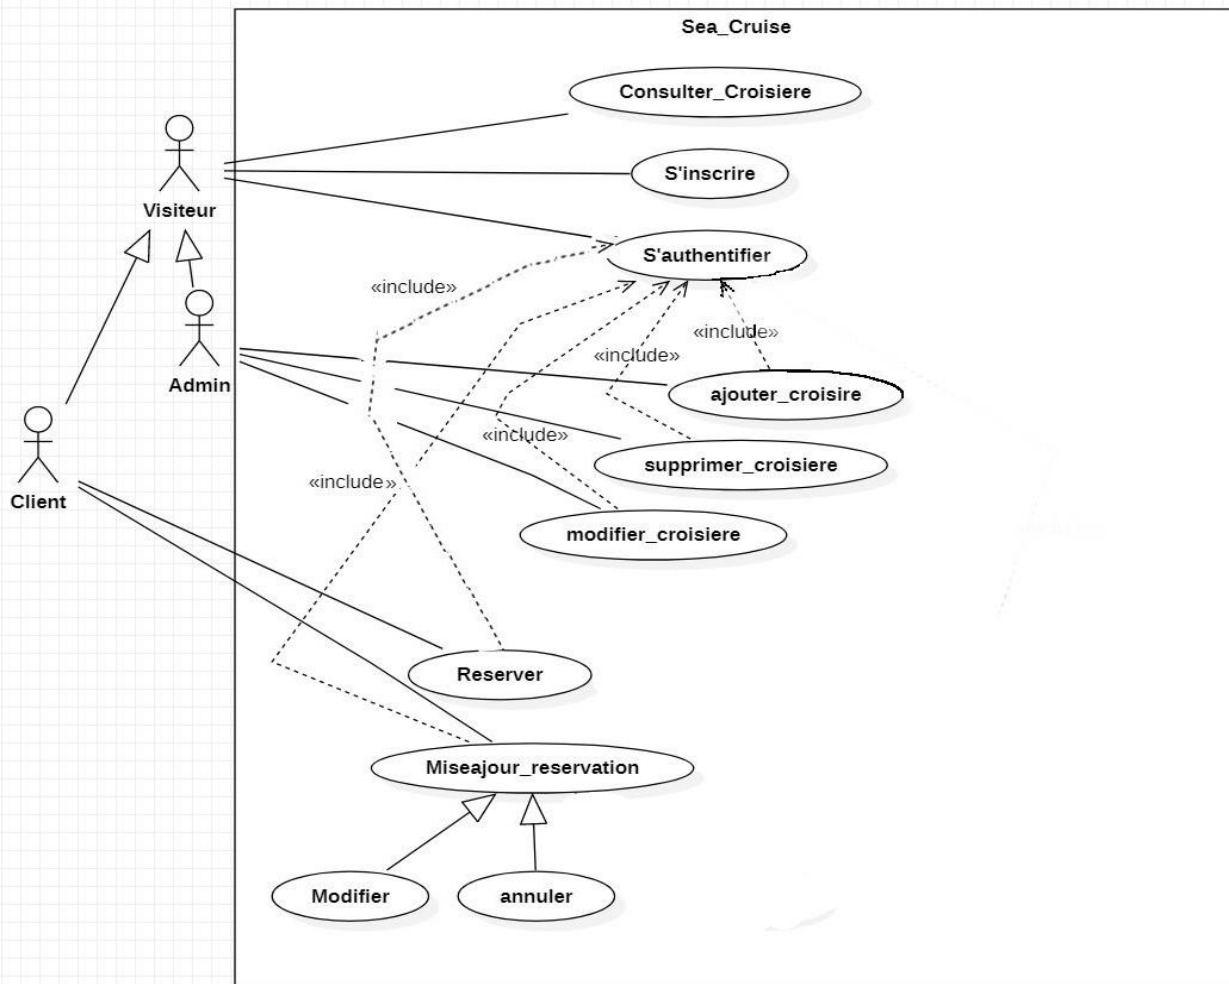 Sea_Cruise
Consulter_Croisiere
S'inscrire
Visiteur
S'authentifier
«include»
«include»
«include»
Admin
ajouter_croisire
«include»
supprimer_croisiere
«include»
Client
modifier_croisiere
Reserver
Miseajour_reservation
Modifier
annuler